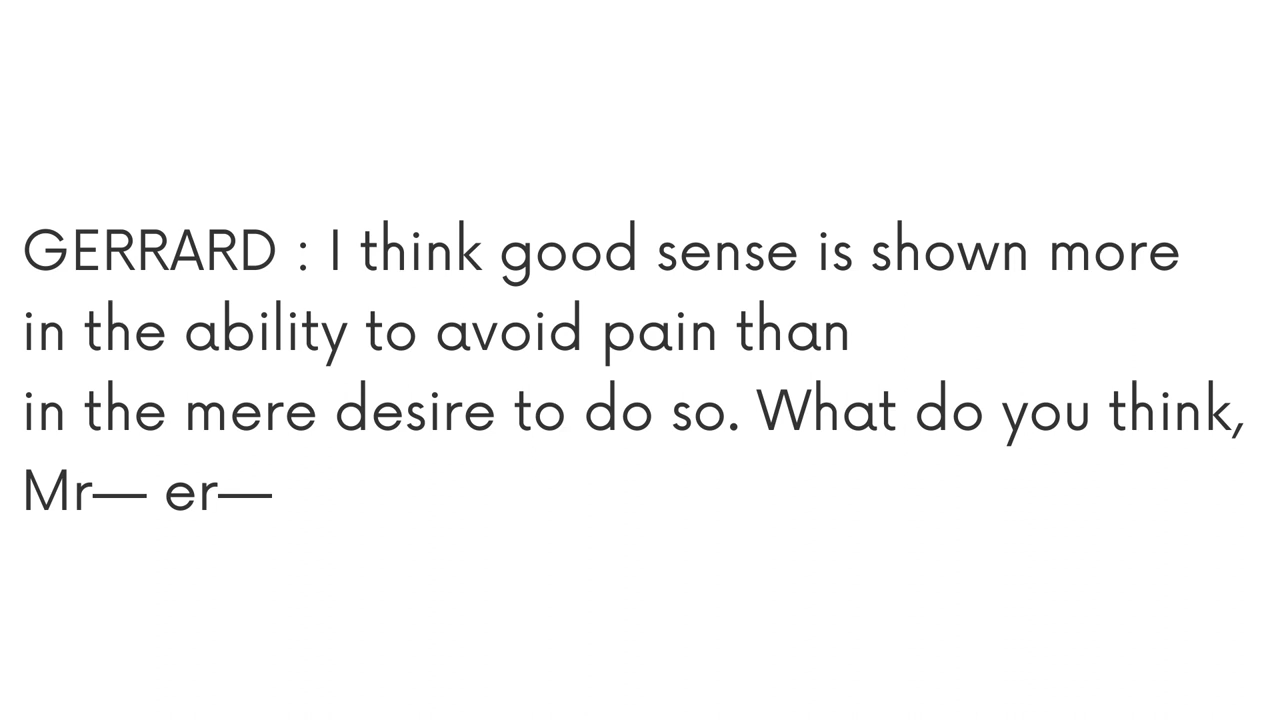 GERRARD : I think good sense is shown more
in the ability to avoid pain than
in the mere desire to do so. What do you think,
Mr— er—